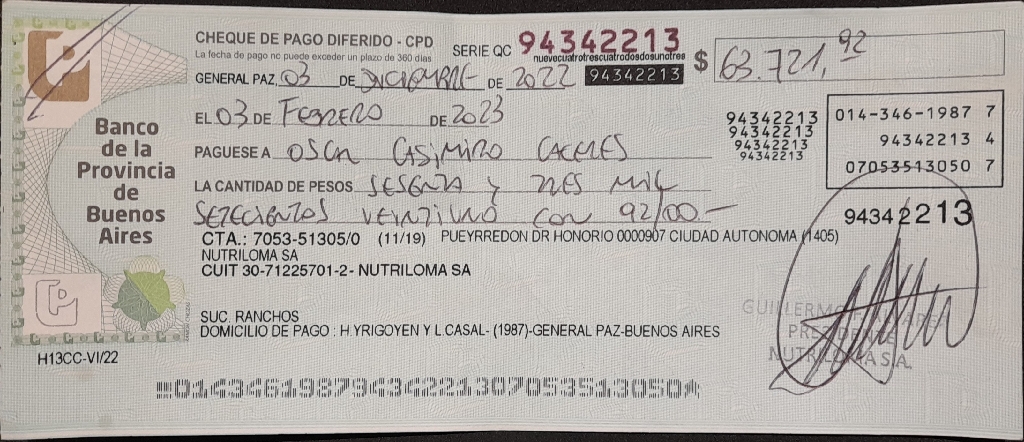 CHEQUE DE PAGO DIFERIDO - CPD
La fecha de pago no puede exceder un plazo de 360 días
SERIE QC 94342213
nuevecuatrotrescuatrodosdosunotres
94342213
$ 63.721,92
GENERAL PAZ, 03 DE DICIEMBRE DE 2022
EL 03 DE FEBRERO DE 2023
PAGUESE A OSCAR CASIMIRO CACERES
LA CANTIDAD DE PESOS SESENTA Y TRES MIL
SETECIENTOS VEINTIUNO CON 92/00.-
94342213
94342213
94342213
94342213
014-346-1987 7
94342213 4
07053513050 7
94342213
Banco
de la
Provincia
de
Buenos
Aires
CTA.: 7053-51305/0 (11/19) PUEYRREDON DR HONORIO 0000907 CIUDAD AUTONOMA (1405)
NUTRILOMA SA
CUIT 30-71225701-2- NUTRILOMA SA
SUC. RANCHOS
DOMICILIO DE PAGO : H.YRIGOYEN Y L.CASAL- (1987)-GENERAL PAZ-BUENOS AIRES
GUILLERMO
PRESIDENTE
NUTRILOMA S.A.
H13CC-VI/22
01434619879434221307053513050